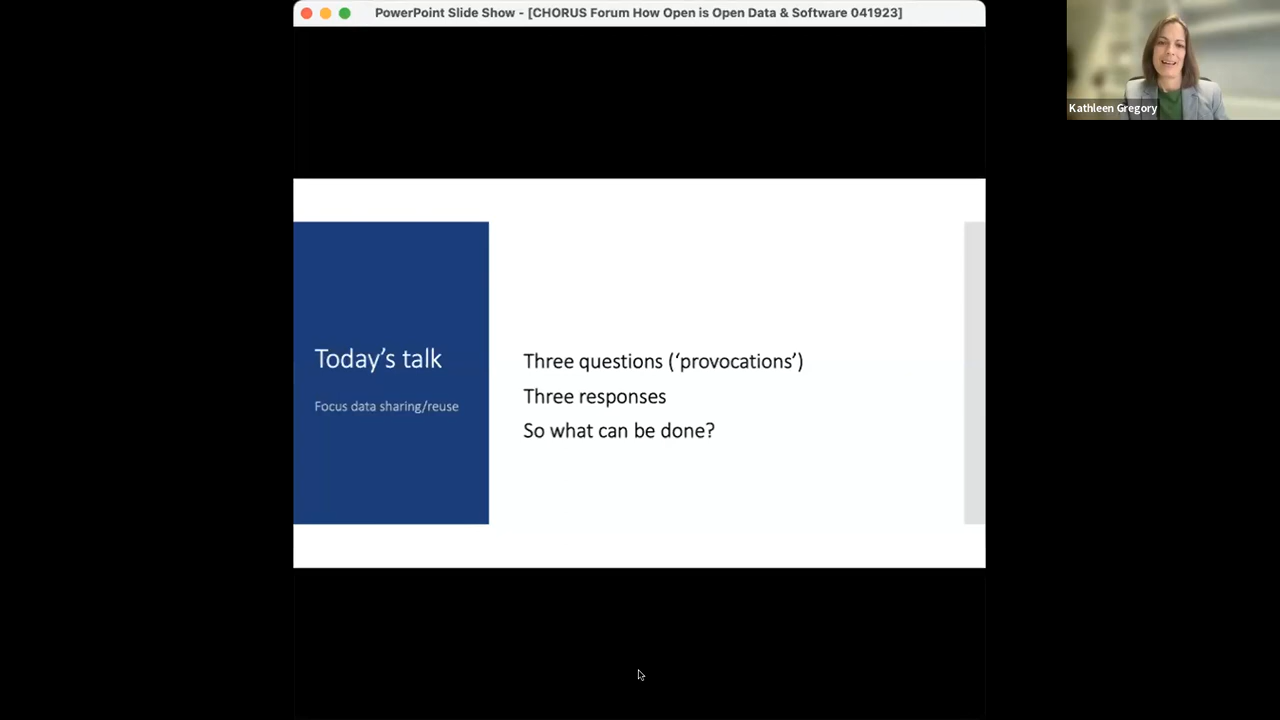 PowerPoint Slide Show - [CHORUS Forum How Open is Open Data & Software 041923]
Kathleen Gregory
Today’s talk
Focus data sharing/reuse
Three questions (‘provocations’)
Three responses
So what can be done?